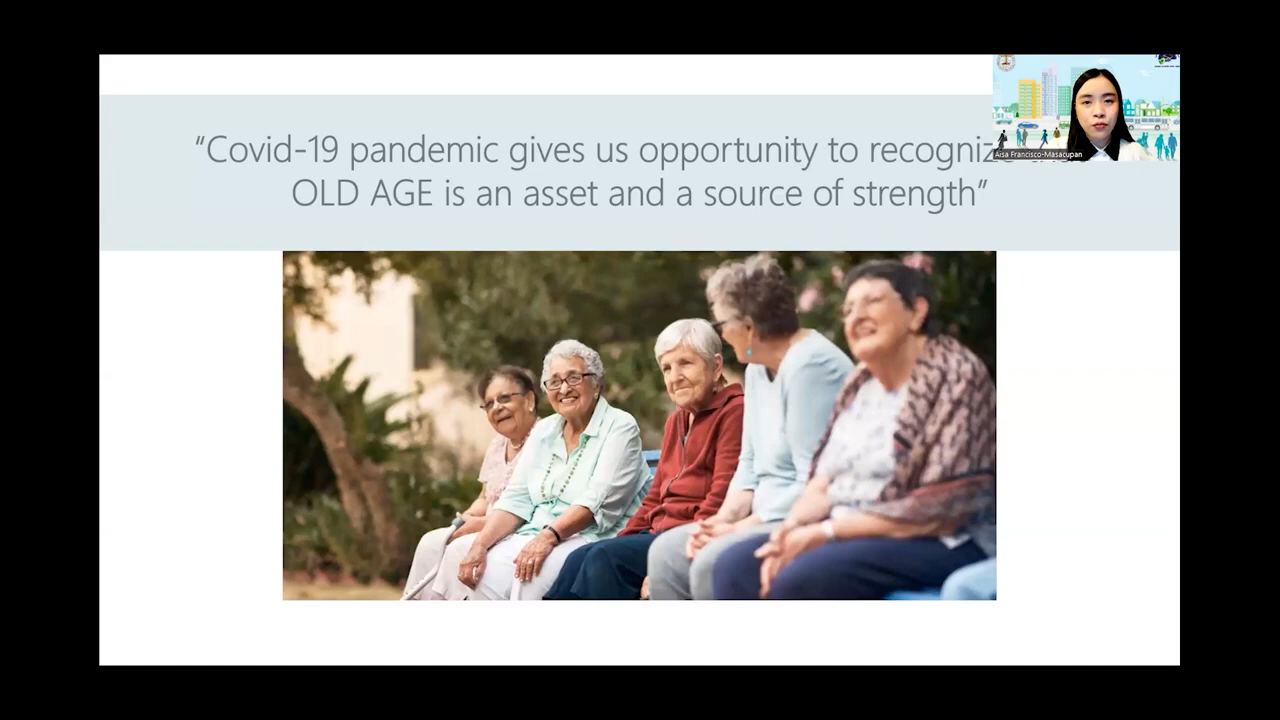 “Covid-19 pandemic gives us opportunity to recognize
OLD AGE is an asset and a source of strength”
Aisa Francisco-Masacupan